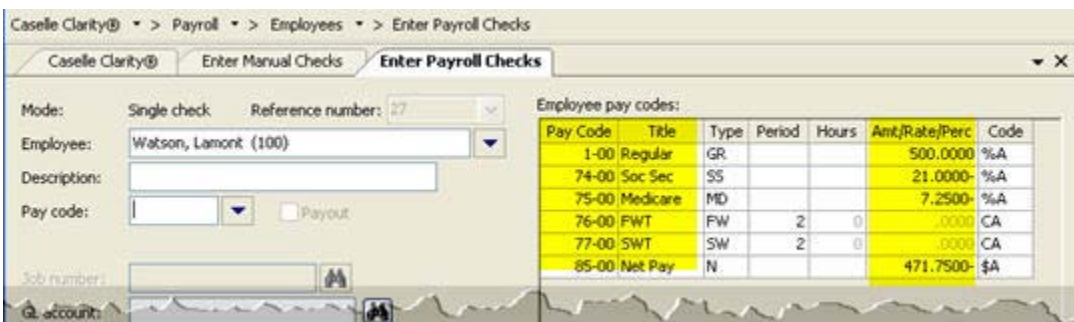 Caselle Clarity® > Payroll > Employees > Enter Payroll Checks
Caselle Clarity® Enter Manual Checks Enter Payroll Checks
Mode: Single check Reference number: 27
Employee: Watson, Lamont (100)
Description:
Pay code: Payout
Job number:
GL account:
Employee pay codes:
Pay Code Title Type Period Hours Amt/Rate/Perc Code
1-00 Regular GR 500.0000 %A
74-00 Soc Sec SS 21.0000- %A
75-00 Medicare MD 7.2500- %A
76-00 FWT FW 2 0 .0000 CA
77-00 SWT SW 2 0 .0000 CA
85-00 Net Pay N 471.7500- $A